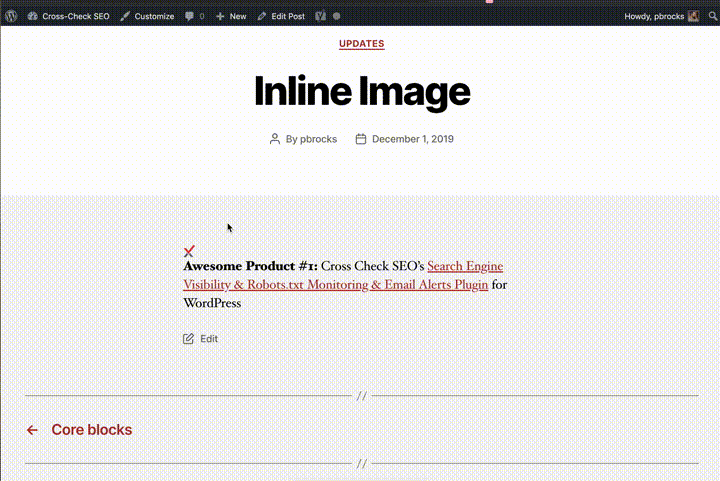 Cross-Check SEO Customize 0 New Edit Post Howdy, pbrocks
UPDATES
Inline Image
By pbrocks December 1, 2019
Awesome Product #1: Cross Check SEO's Search Engine
Visibility & Robots.txt Monitoring & Email Alerts Plugin for
WordPress
Edit
//
← Core blocks
//